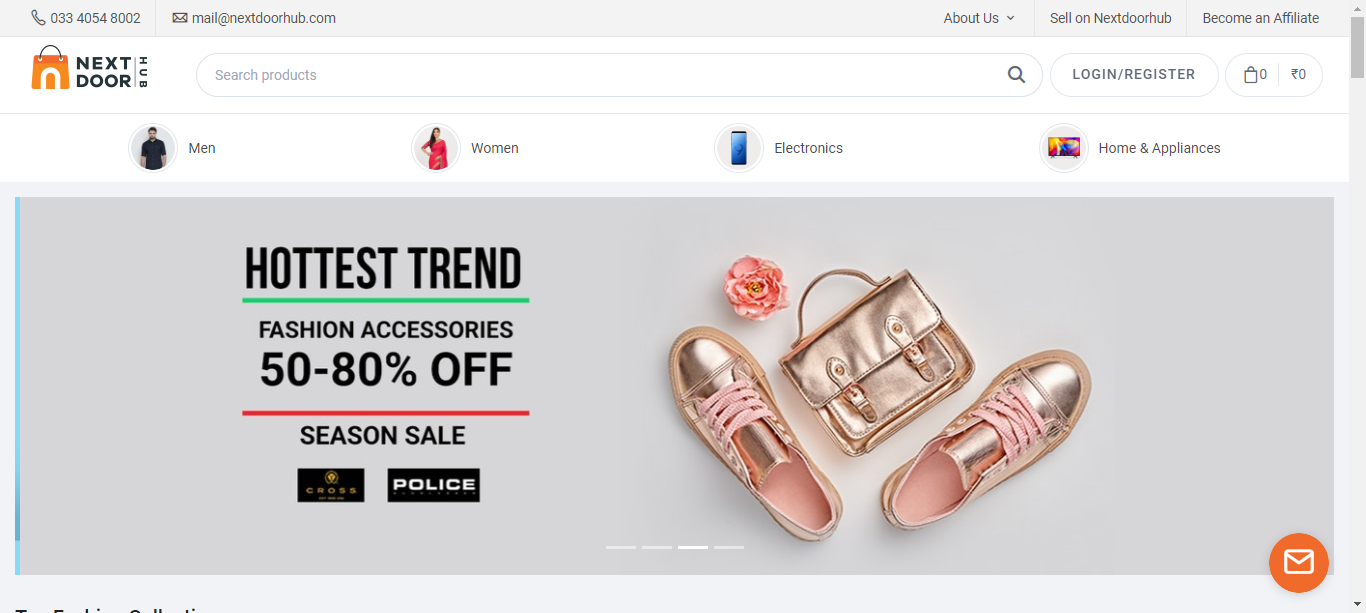 033 4054 8002
mail@nextdoorhub.com
About Us
Sell on Nextdoorhub
Become an Affiliate
NEXT
DOOR
HUB
Search products
LOGIN/REGISTER
0
₹0
Men
Women
Electronics
Home & Appliances
HOTTEST TREND
FASHION ACCESSORIES
50-80% OFF
SEASON SALE
CROSS
POLICE